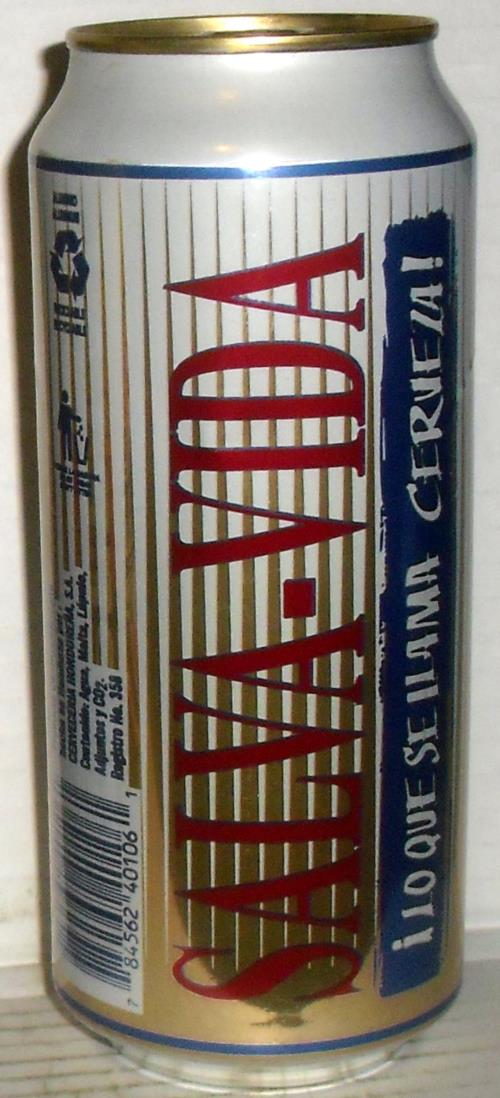 SALVA-VIDA
¡LO QUE SE LLAMA CERVEZA!
CERVECERIA HONDUREÑA, S.A.
Contenido: Agua, Malta, Lúpulo,
Adjuntos y CO2.
Registro No. 358
7 84562 40106 1